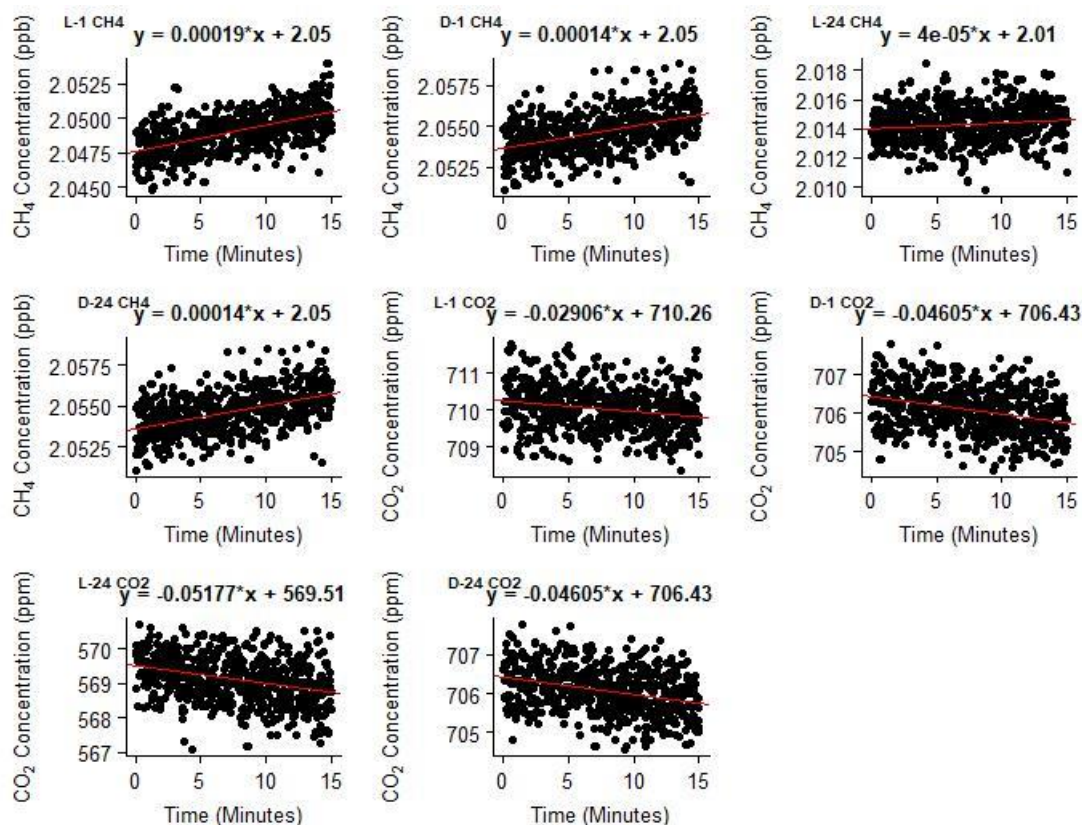 L-1 CH4
y = 0.00019*x + 2.05
CH₄ Concentration (ppb)
2.0525
2.0500
2.0475
2.0450
0 5 10 15
Time (Minutes)
D-1 CH4
y = 0.00014*x + 2.05
CH₄ Concentration (ppb)
2.0575
2.0550
2.0525
0 5 10 15
Time (Minutes)
L-24 CH4
y = 4e-05*x + 2.01
CH₄ Concentration (ppb)
2.018
2.016
2.014
2.012
2.010
0 5 10 15
Time (Minutes)
D-24 CH4
y = 0.00014*x + 2.05
CH₄ Concentration (ppb)
2.0575
2.0550
2.0525
0 5 10 15
Time (Minutes)
L-1 CO2
y = -0.02906*x + 710.26
CO₂ Concentration (ppm)
711
710
709
0 5 10 15
Time (Minutes)
D-1 CO2
y = -0.04605*x + 706.43
CO₂ Concentration (ppm)
707
706
705
0 5 10 15
Time (Minutes)
L-24 CO2
y = -0.05177*x + 569.51
CO₂ Concentration (ppm)
570
569
568
567
0 5 10 15
Time (Minutes)
D-24 CO2
y = -0.04605*x + 706.43
CO₂ Concentration (ppm)
707
706
705
0 5 10 15
Time (Minutes)